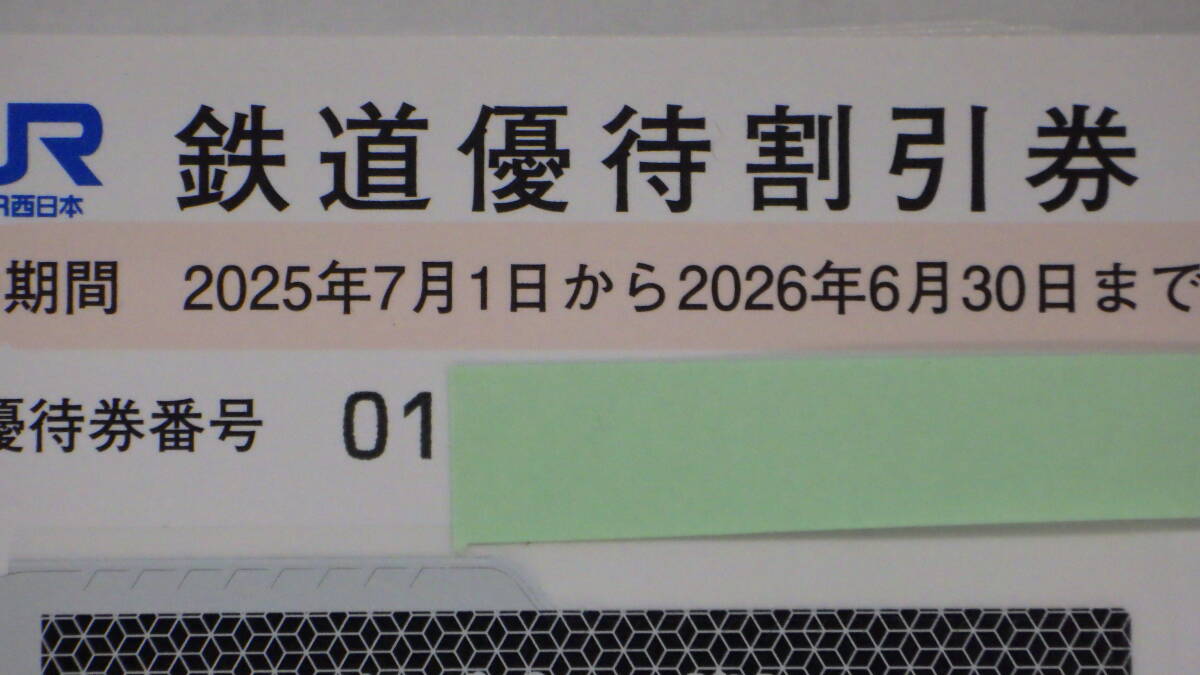 JR 鉄道優待割引券
R西日本
期間 2025年7月1日から2026年6月30日まで
優待券番号 01